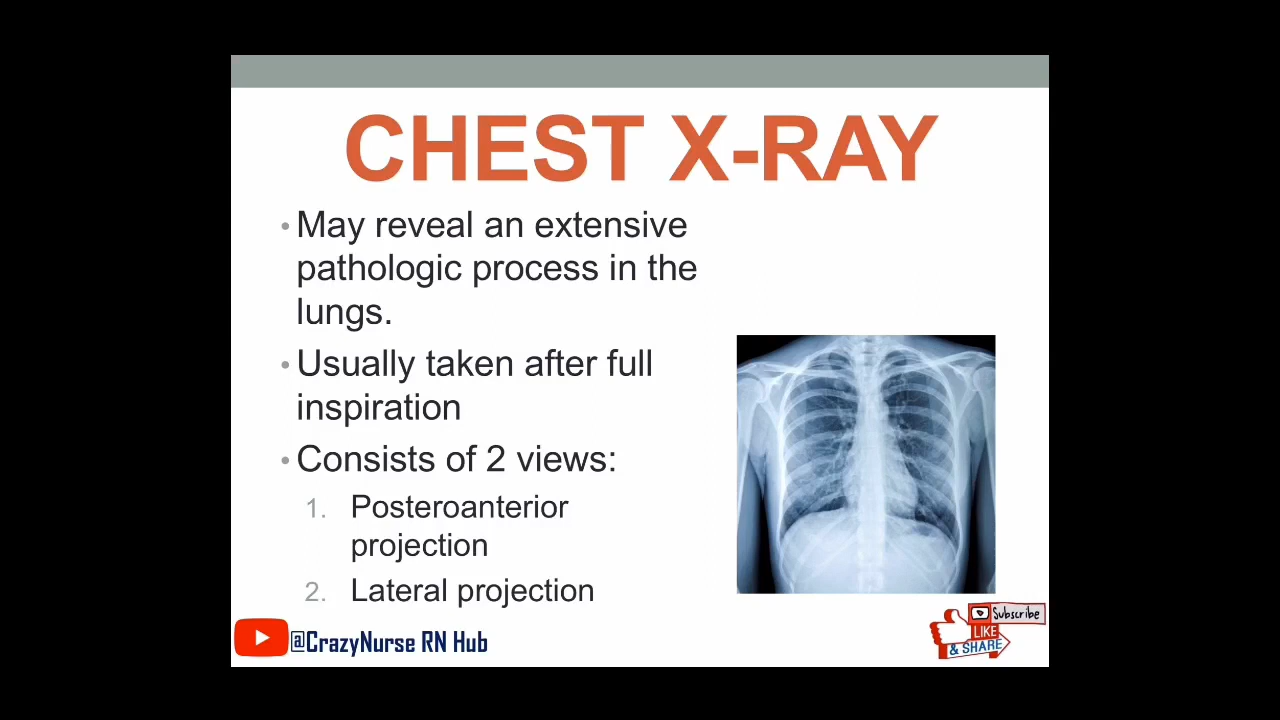 CHEST X-RAY
• May reveal an extensive
pathologic process in the
lungs.
• Usually taken after full
inspiration
• Consists of 2 views:
1. Posteroanterior
projection
2. Lateral projection
@CrazyNurse RN Hub
Subscribe
LIKE
& SHARE